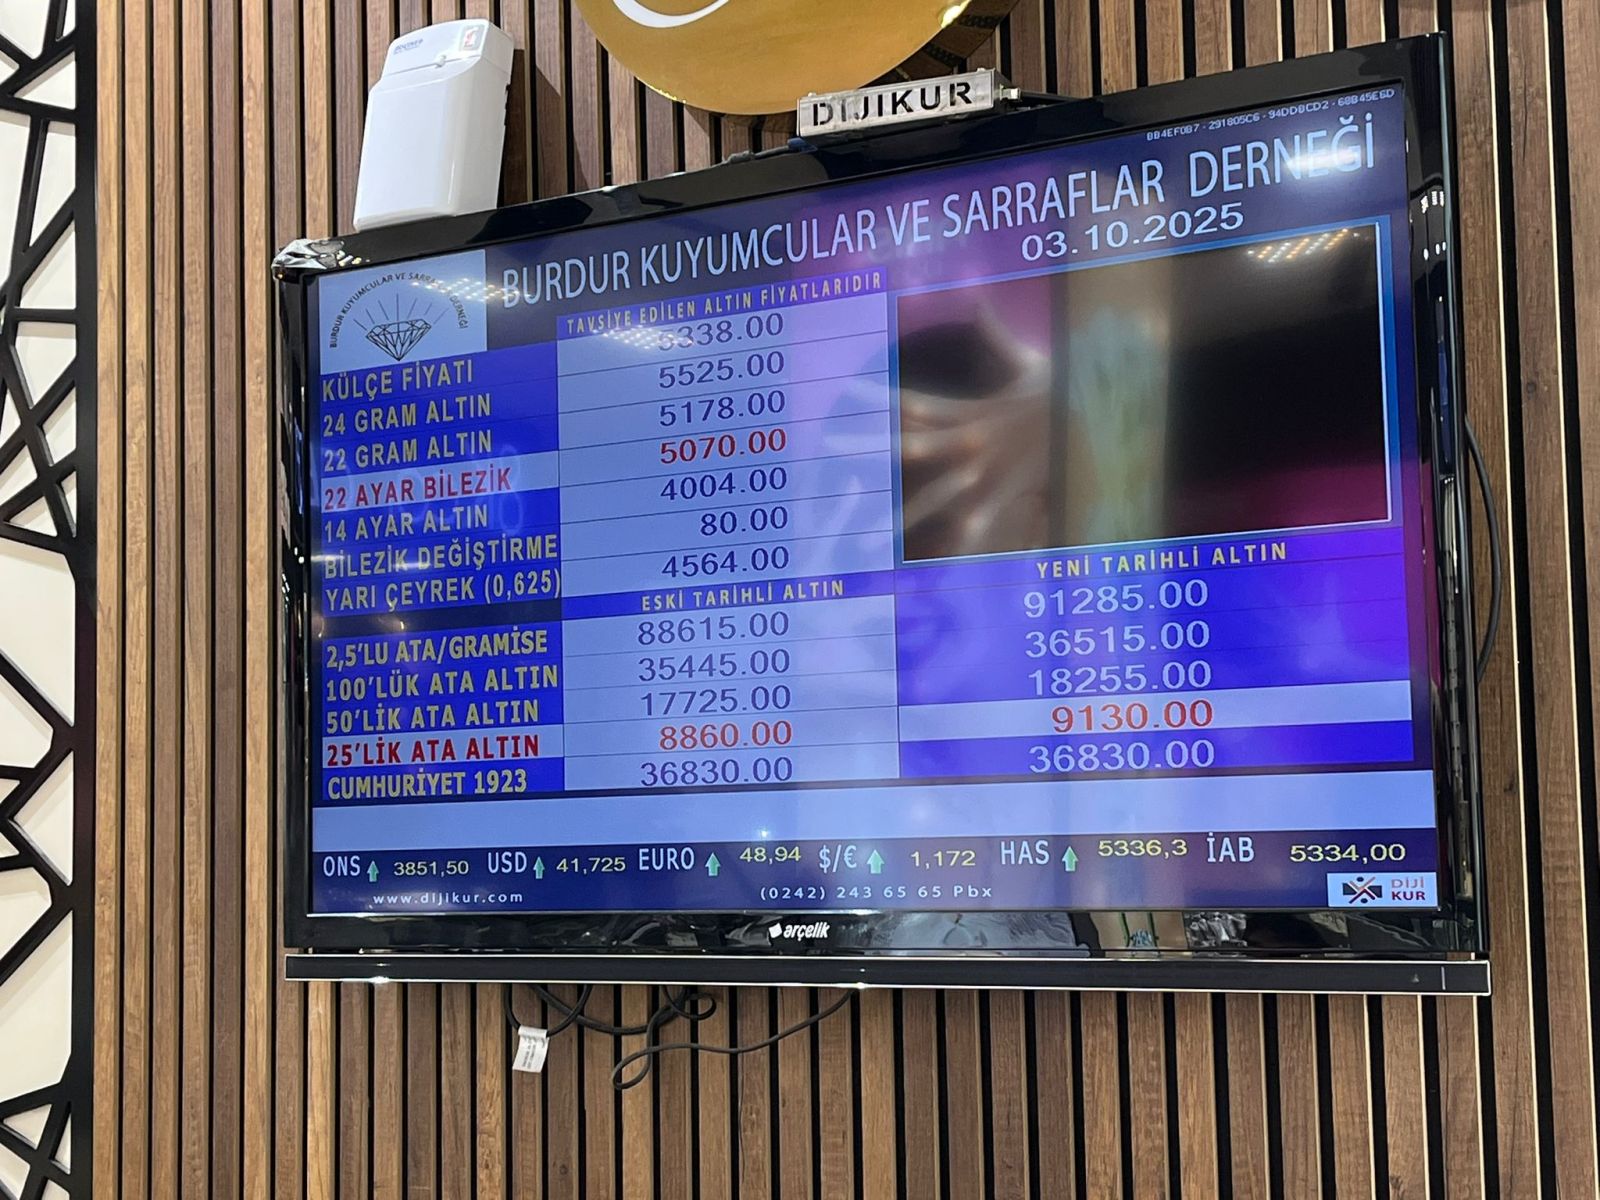 DIJIKUR
BB4EF0B7 - 291805C6 - 94DDBCD2 - 68B45E6D
BURDUR KUYUMCULAR VE SARRAFLAR DERNEĞİ
03.10.2025
BURDUR KUYUMCULAR VE SARRAFLAR DERNEĞİ
TAVSİYE EDİLEN ALTIN FİYATLARIDIR
KÜLÇE FİYATI 5338.00
24 GRAM ALTIN 5525.00
22 GRAM ALTIN 5178.00
22 AYAR BİLEZİK 5070.00
14 AYAR ALTIN 4004.00
BİLEZİK DEĞİŞTİRME 80.00
YARI ÇEYREK (0,625) 4564.00
ESKİ TARİHLİ ALTIN YENİ TARİHLİ ALTIN
2,5'LU ATA/GRAMİSE 88615.00 91285.00
100'LÜK ATA ALTIN 35445.00 36515.00
50'LİK ATA ALTIN 17725.00 18255.00
25'LİK ATA ALTIN 8860.00 9130.00
CUMHURİYET 1923 36830.00 36830.00
ONS 3851,50 USD 41,725 EURO 48,94 $/€ 1,172 HAS 5336,3 İAB 5334,00
www.dijikur.com (0242) 243 65 65 Pbx
DİJİ
KUR
arçelik